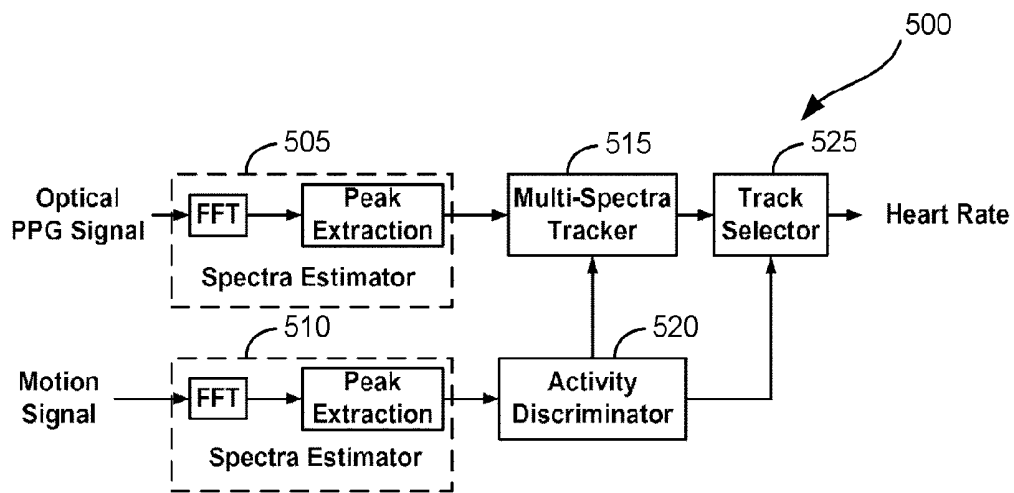 500
505
515
525
Optical
PPG Signal
FFT
Peak
Extraction
Spectra Estimator
Multi-Spectra
Tracker
Track
Selector
Heart Rate
510
520
Motion
Signal
FFT
Peak
Extraction
Spectra Estimator
Activity
Discriminator